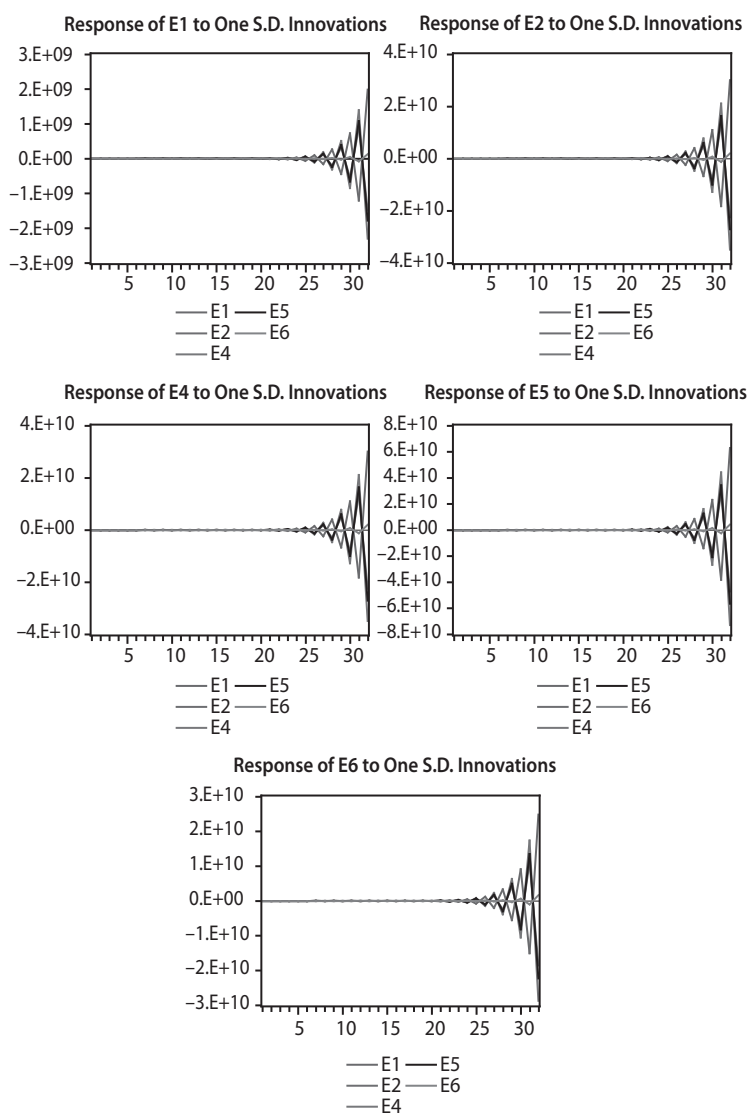 Response of E1 to One S.D. Innovations
3.E+09
2.E+09
1.E+09
0.E+00
−1.E+09
−2.E+09
−3.E+09
5 10 15 20 25 30
E1 E5
E2 E6
E4
Response of E2 to One S.D. Innovations
4.E+10
2.E+10
0.E+00
−2.E+10
−4.E+10
5 10 15 20 25 30
E1 E5
E2 E6
E4
Response of E4 to One S.D. Innovations
4.E+10
2.E+10
0.E+00
−2.E+10
−4.E+10
5 10 15 20 25 30
E1 E5
E2 E6
E4
Response of E5 to One S.D. Innovations
8.E+10
6.E+10
4.E+10
2.E+10
0.E+00
−2.E+10
−4.E+10
−6.E+10
−8.E+10
5 10 15 20 25 30
E1 E5
E2 E6
E4
Response of E6 to One S.D. Innovations
3.E+10
2.E+10
1.E+10
0.E+00
−1.E+10
−2.E+10
−3.E+10
5 10 15 20 25 30
E1 E5
E2 E6
E4